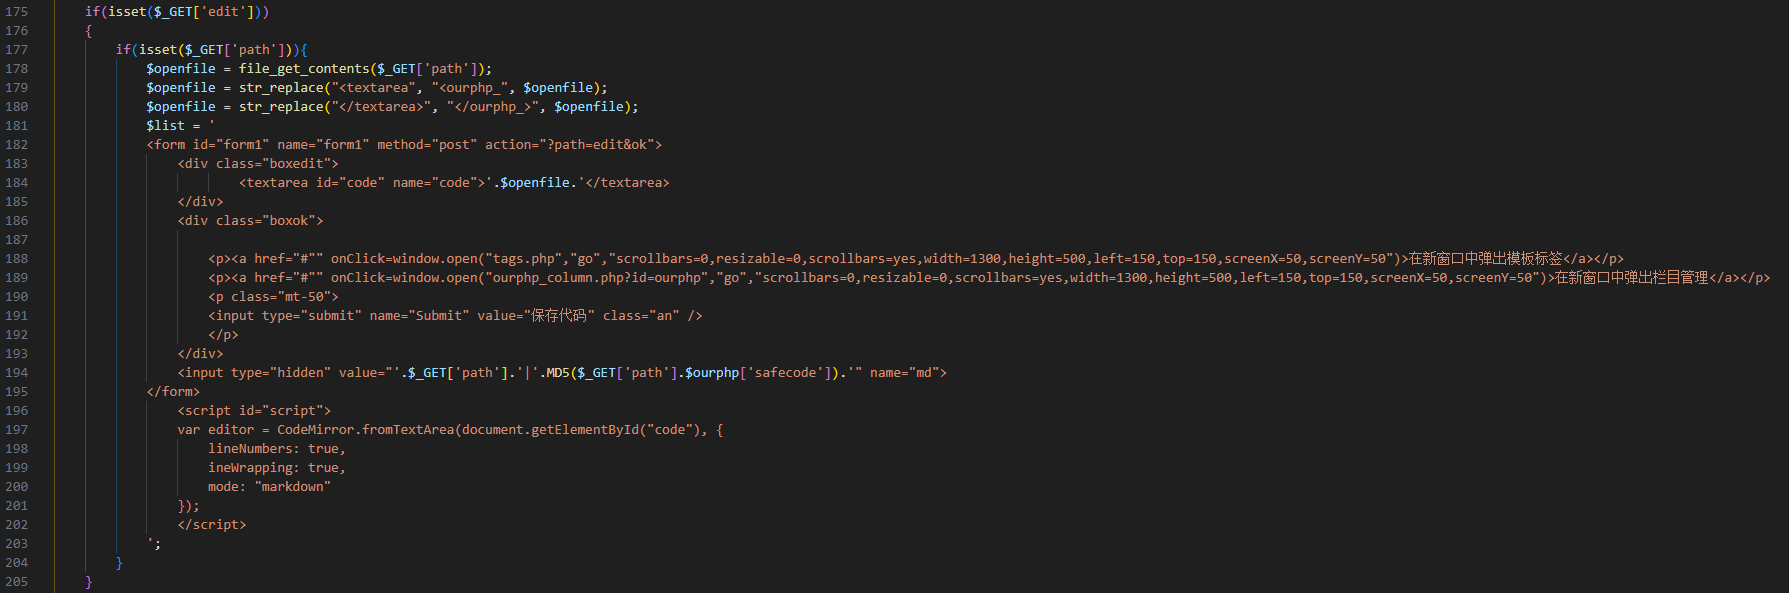 175 if(isset($_GET['edit']))
176 {
177 if(isset($_GET['path'])){
178 $openfile = file_get_contents($_GET['path']);
179 $openfile = str_replace("<textarea", "<ourphp_", $openfile);
180 $openfile = str_replace("</textarea>", "</ourphp_>", $openfile);
181 $list = '
182 <form id="form1" name="form1" method="post" action="?path=edit&ok">
183 <div class="boxedit">
184 <textarea id="code" name="code">'.$openfile.'</textarea>
185 </div>
186 <div class="boxok">
187
188 <p><a href="#"" onClick=window.open("tags.php","go","scrollbars=0,resizable=0,scrollbars=yes,width=1300,height=500,left=150,top=150,screenX=50,screenY=50")>在新窗口中弹出模板标签</a></p>
189 <p><a href="#"" onClick=window.open("ourphp_column.php?id=ourphp","go","scrollbars=0,resizable=0,scrollbars=yes,width=1300,height=500,left=150,top=150,screenX=50,screenY=50")>在新窗口中弹出栏目管理</a></p>
190 <p class="mt-50">
191 <input type="submit" name="Submit" value="保存代码" class="an" />
192 </p>
193 </div>
194 <input type="hidden" value="'.$_GET['path'].'|'.MD5($_GET['path'].$ourphp['safecode']).'" name="md">
195 </form>
196 <script id="script">
197 var editor = CodeMirror.fromTextArea(document.getElementById("code"), {
198 lineNumbers: true,
199 ineWrapping: true,
200 mode: "markdown"
201 });
202 </script>
203 ';
204 }
205 }